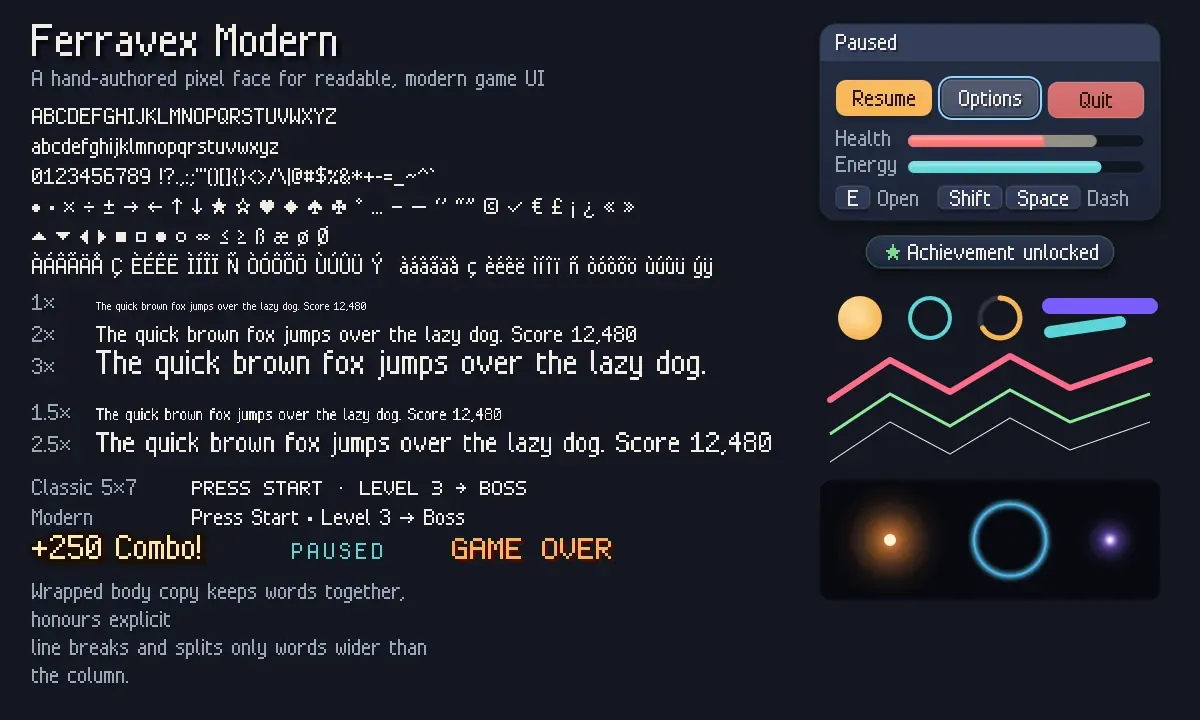 Ferravex Modern
A hand-authored pixel face for readable, modern game UI
ABCDEFGHIJKLMNOPQRSTUVWXYZ
abcdefghijklmnopqrstuvwxyz
0123456789 !?.,:;'"()[]{}<>/\|@#$%&*+-=_~^`
• · × ÷ ± → ← ↑ ↓ ★ ☆ ♥ ♦ ♠ ✚ ° … – — ‘’ “” © ✓ € £ ¡ ¿ « »
▲ ▼ ◀ ▶ ■ □ ● ○ ∞ ≤ ≥ ß æ ø Ø
ÀÁÂÃÄÅ Ç ÈÉÊË ÌÍÎÏ Ñ ÒÓÔÕÖ ÙÚÛÜ Ý àáâãäå ç èéêë ìíîï ñ òóôõö ùúûü ýÿ
1× The quick brown fox jumps over the lazy dog. Score 12,480
2× The quick brown fox jumps over the lazy dog. Score 12,480
3× The quick brown fox jumps over the lazy dog.
1.5× The quick brown fox jumps over the lazy dog. Score 12,480
2.5× The quick brown fox jumps over the lazy dog. Score 12,480
Classic 5×7 PRESS START · LEVEL 3 → BOSS
Modern Press Start · Level 3 → Boss
+250 Combo! PAUSED GAME OVER
Wrapped body copy keeps words together,
honours explicit
line breaks and splits only words wider than
the column.
Paused
Resume Options Quit
Health
Energy
E Open Shift Space Dash
★ Achievement unlocked